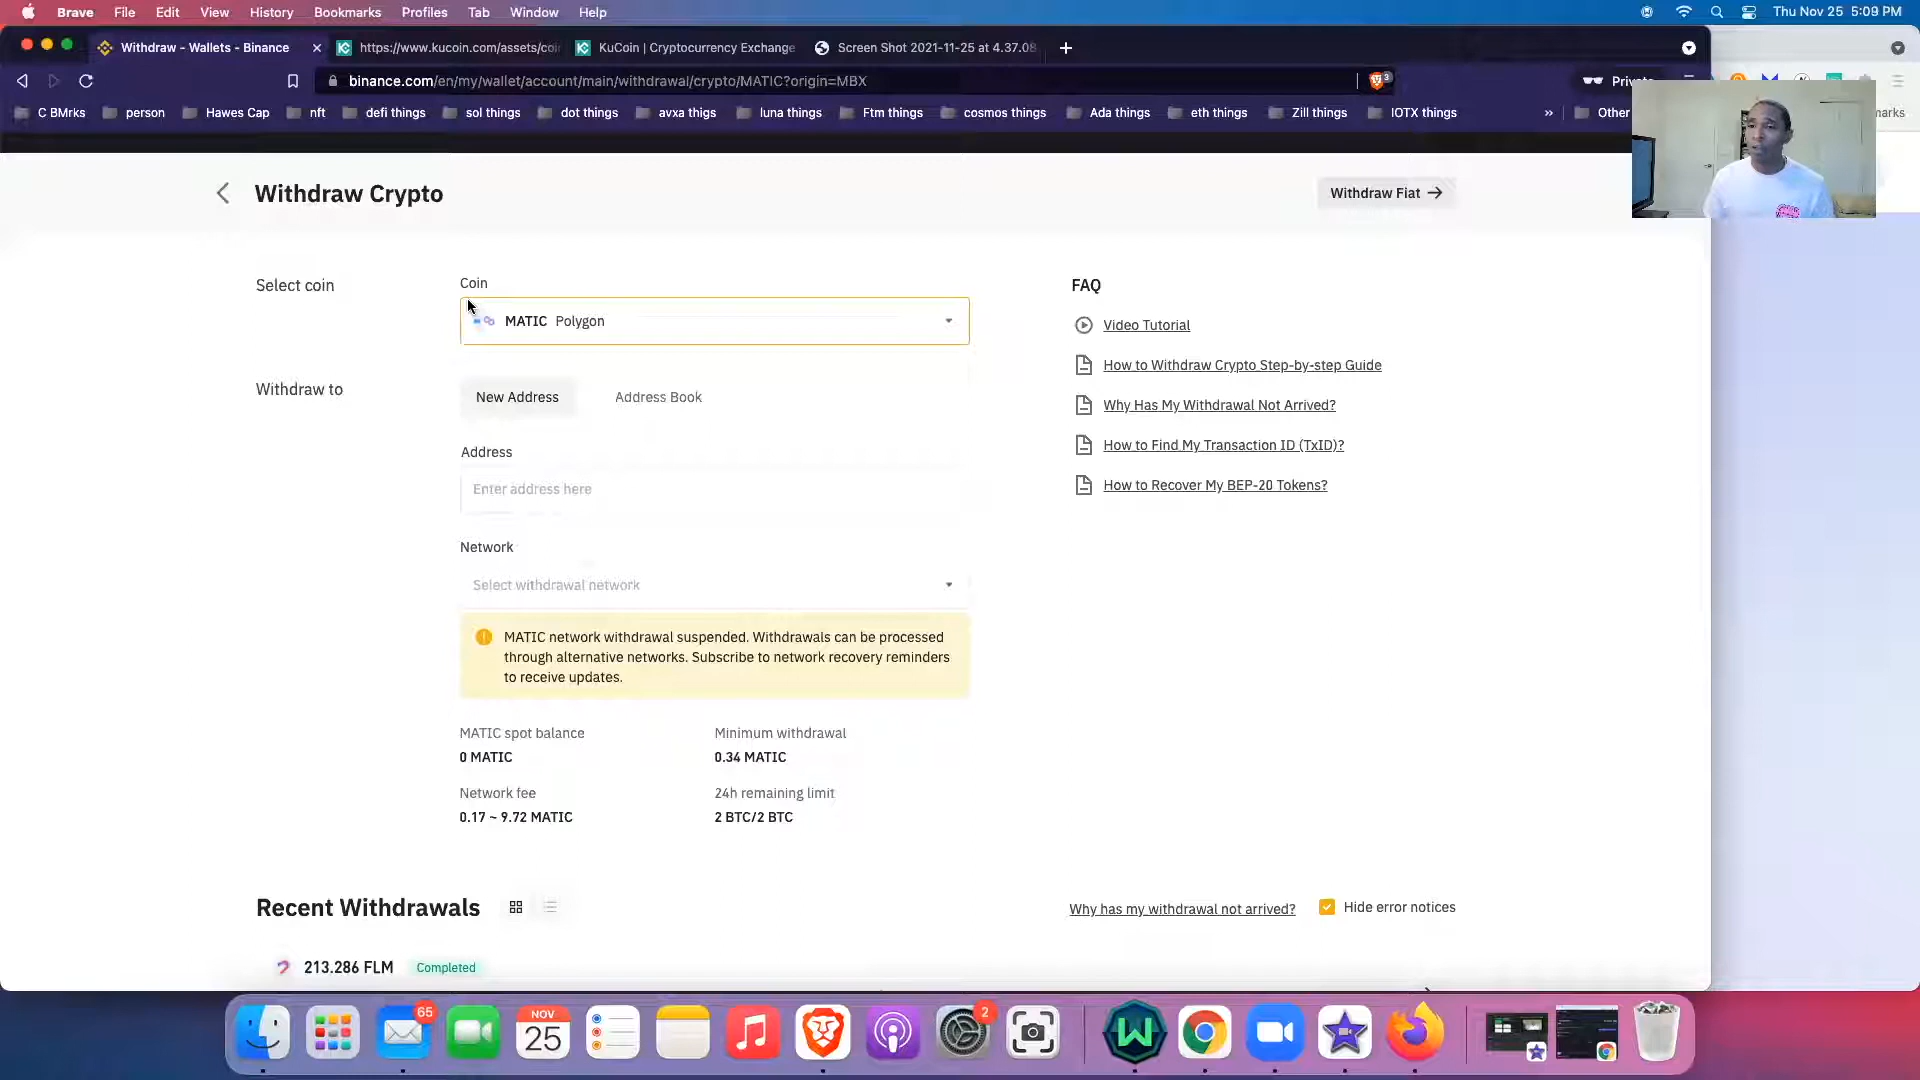 Brave File Edit View History Bookmarks Profiles Tab Window Help Thu Nov 25 5:09 PM
Withdraw - Wallets - Binance https://www.kucoin.com/assets/coi KuCoin | Cryptocurrency Exchange Screen Shot 2021-11-25 at 4.37.08
binance.com/en/my/wallet/account/main/withdrawal/crypto/MATIC?origin=MBX 3
C BMrks person Hawes Cap nft defi things sol things dot things avxa thigs luna things Ftm things cosmos things Ada things eth things Zill things IOTX things » Other
Withdraw Crypto
Withdraw Fiat
Select coin
Coin
MATIC Polygon
Withdraw to
New Address Address Book
Address
Enter address here
Network
Select withdrawal network
MATIC network withdrawal suspended. Withdrawals can be processed
through alternative networks. Subscribe to network recovery reminders
to receive updates.
MATIC spot balance Minimum withdrawal
0 MATIC 0.34 MATIC
Network fee 24h remaining limit
0.17 ~ 9.72 MATIC 2 BTC/2 BTC
FAQ
Video Tutorial
How to Withdraw Crypto Step-by-step Guide
Why Has My Withdrawal Not Arrived?
How to Find My Transaction ID (TxID)?
How to Recover My BEP-20 Tokens?
Recent Withdrawals
Why has my withdrawal not arrived? Hide error notices
213.286 FLM Completed
65
NOV
25
2